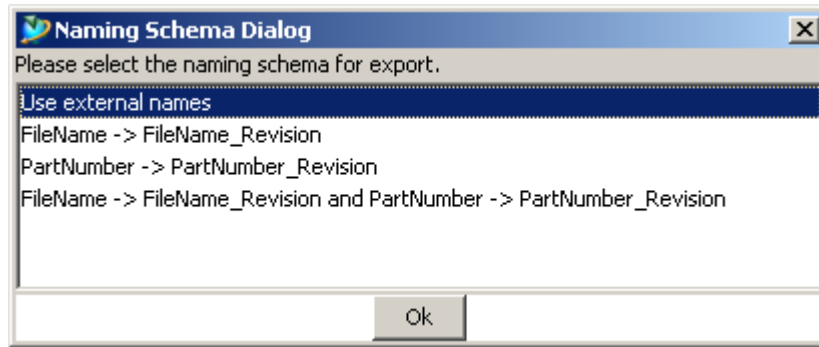 Naming Schema Dialog
Please select the naming schema for export.
Use external names
FileName -> FileName_Revision
PartNumber -> PartNumber_Revision
FileName -> FileName_Revision and PartNumber -> PartNumber_Revision
Ok